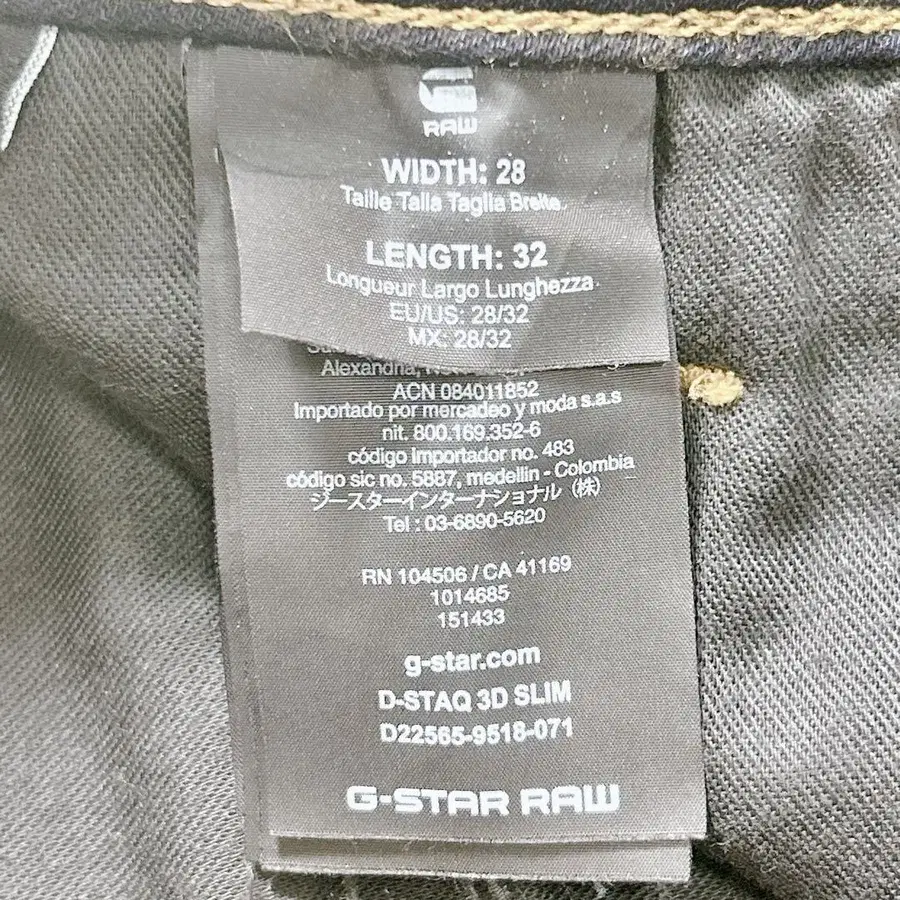 RAW
WIDTH: 28
Taille Talla Taglia Breite
LENGTH: 32
Longueur Largo Lunghezza
EU/US: 28/32
MX: 28/32
Alexandria,
ACN 084011852
Importado por mercadeo y moda s.a.s
nit. 800.169.352-6
código importador no. 483
código sic no. 5887, medellin - Colombia
ジースターインターナショナル (株)
Tel : 03-6890-5620
RN 104506 / CA 41169
1014685
151433
g-star.com
D-STAQ 3D SLIM
D22565-9518-071
G-STAR RAW